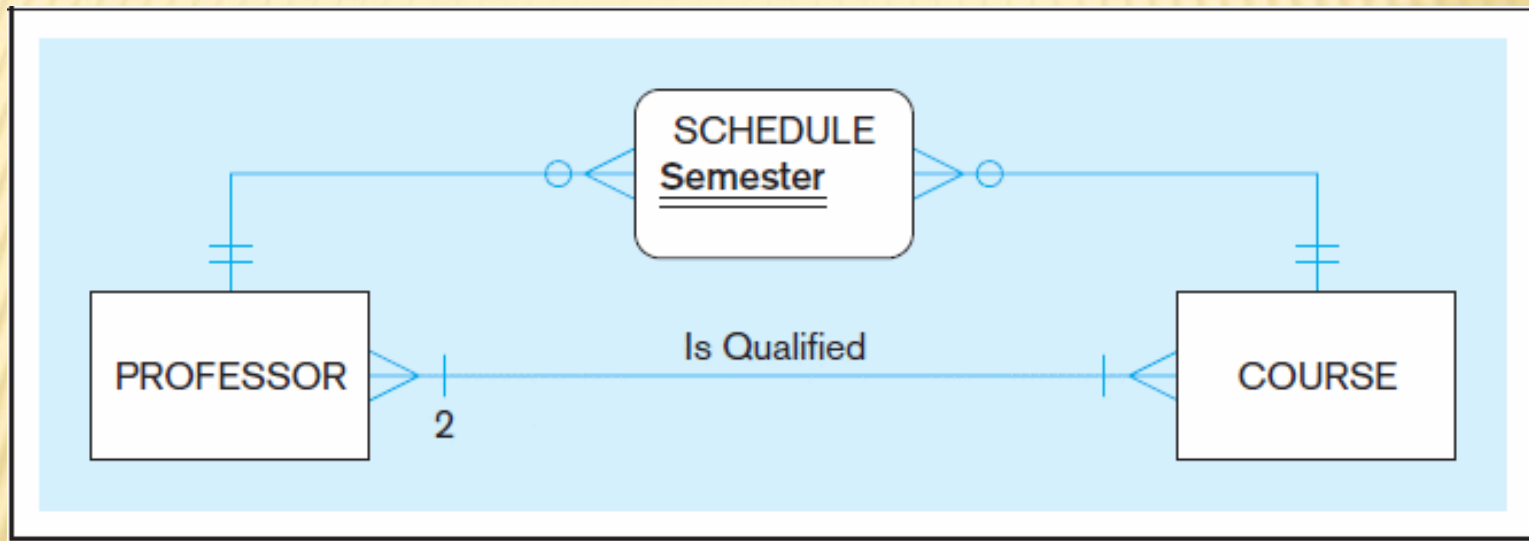 SCHEDULE
Semester
Is Qualified
PROFESSOR
COURSE
2